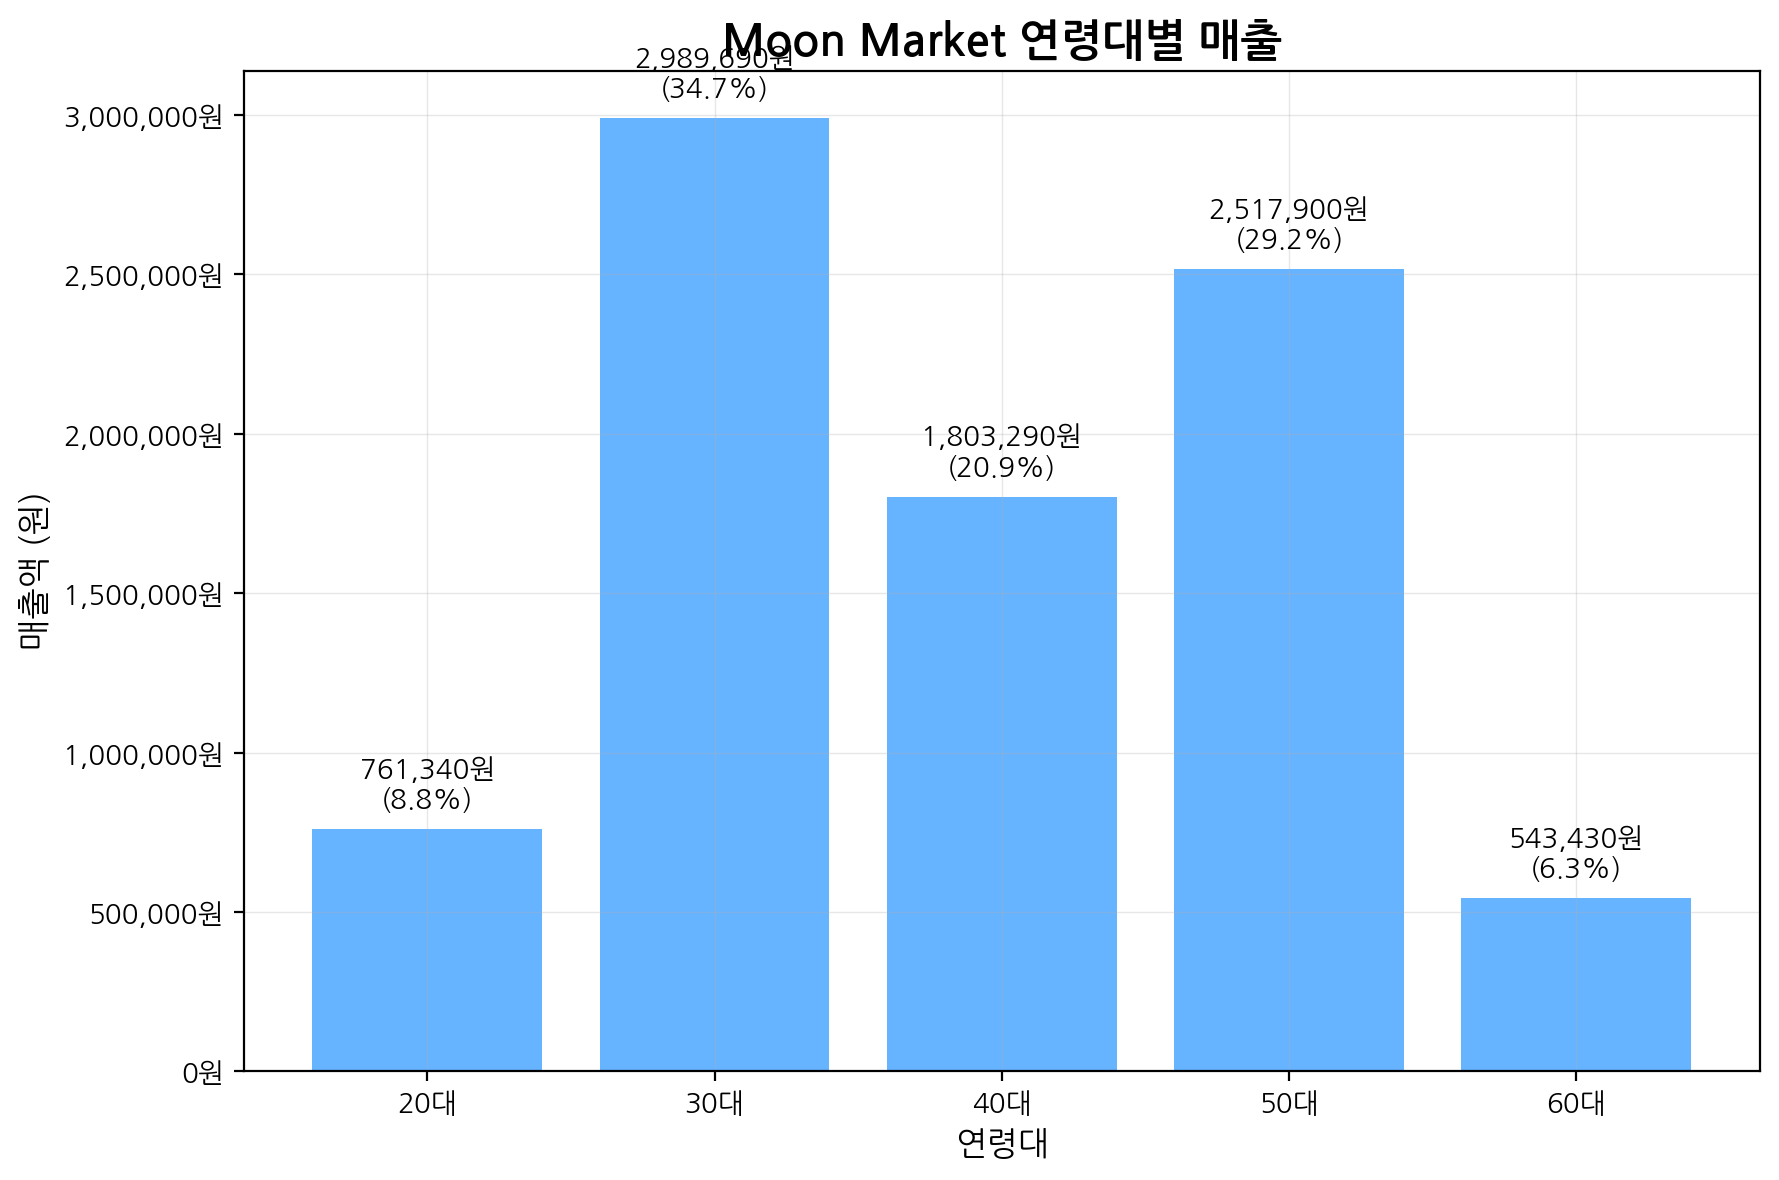 Moon Market 연령대별 매출
2,989,690원
(34.7%)
3,000,000원
2,517,900원
(29.2%)
2,500,000원
2,000,000원
1,803,290원
(20.9%)
매출액 (원)
1,500,000원
1,000,000원
761,340원
(8.8%)
543,430원
(6.3%)
500,000원
0원
20대
30대
40대
50대
60대
연령대